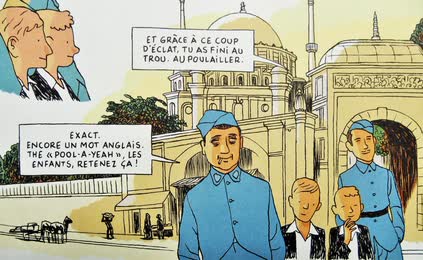 ET GRÂCE À CE COUP
D'ÉCLAT, TU AS FINI AU
TROU. AU POULAILLER.
EXACT.
ENCORE UN MOT ANGLAIS.
THE « POOL-A-YEAH », LES
ENFANTS, RETENEZ ÇA !